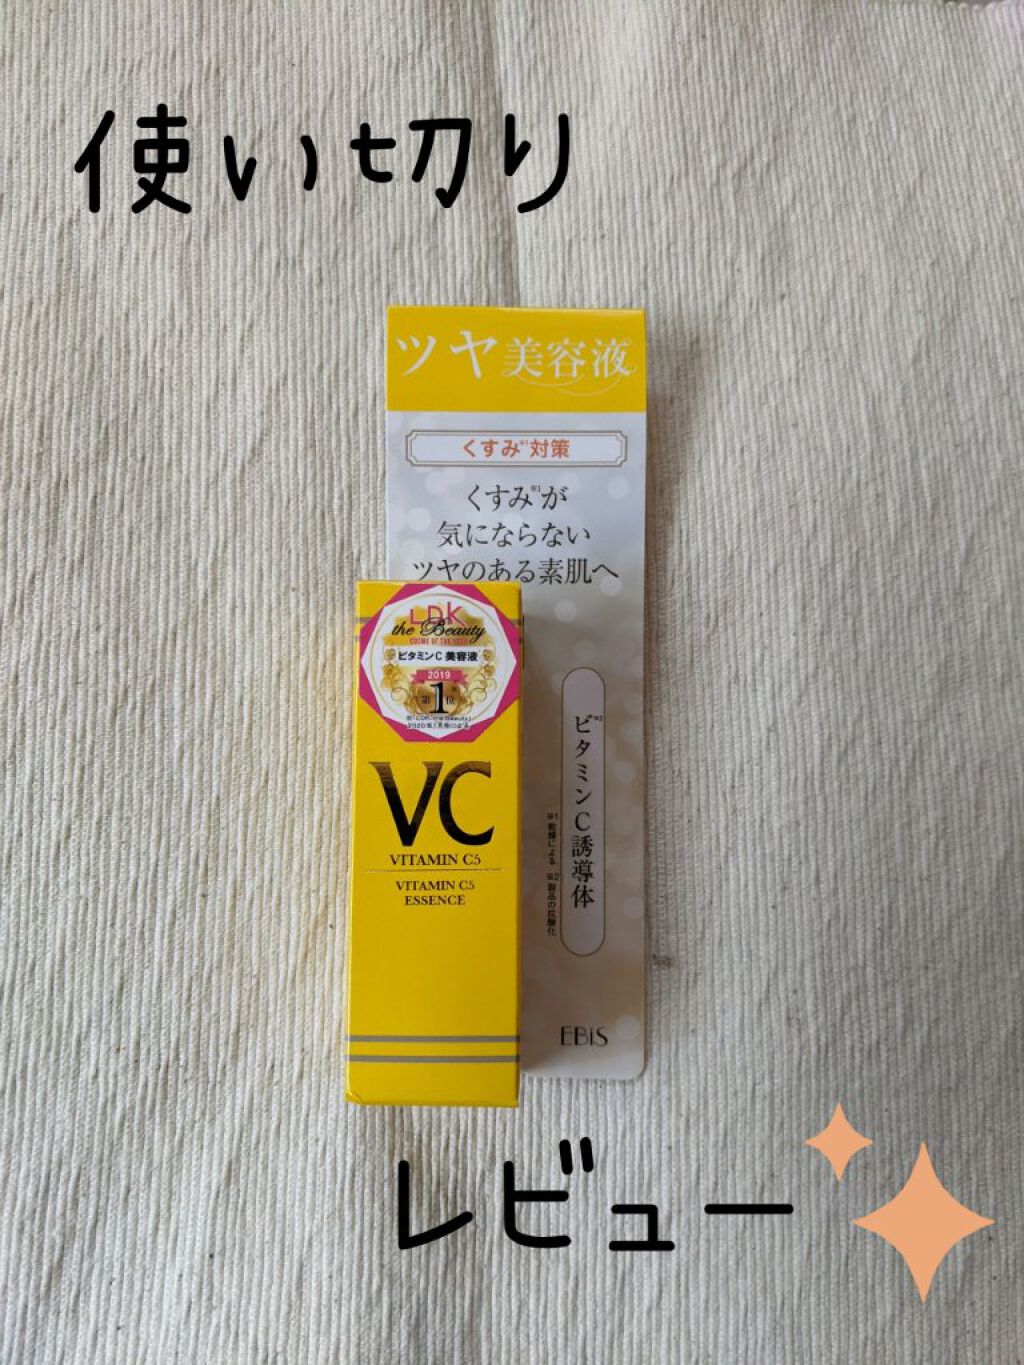 使い切り
ツヤ美容液
くすみ※1対策
くすみ※1が
気にならない
ツヤのある素肌へ
LDK
the Beauty
COSME OF THE YEAR
ビタミンC 美容液
2019
第1位
VC
VITAMIN C5
VITAMIN C5
ESSENCE
ビタミンC誘導体※2
※1 乾燥による ※2 製品の抗酸化
EBiS
レビュー